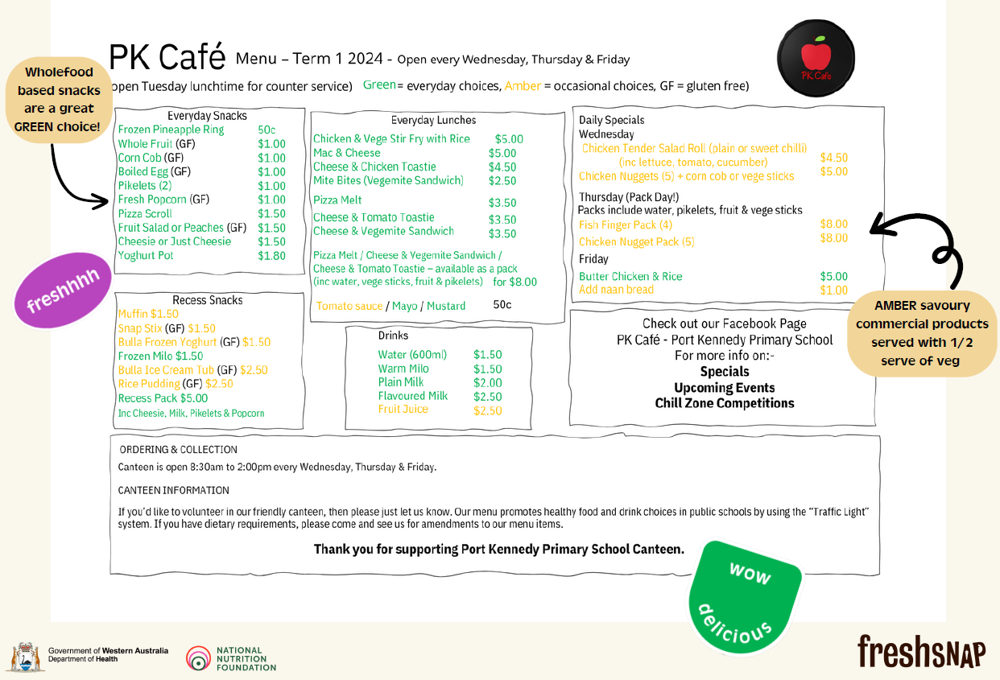 PK Café Menu – Term 1 2024 - Open every Wednesday, Thursday & Friday
open Tuesday lunchtime for counter service) Green = everyday choices, Amber = occasional choices, GF = gluten free)
PK Cafe
Wholefood
based snacks
are a great
GREEN choice!
freshhhh
Everyday Snacks
Frozen Pineapple Ring 50c
Whole Fruit (GF) $1.00
Corn Cob (GF) $1.00
Boiled Egg (GF) $1.00
Pikelets (2) $1.00
Fresh Popcorn (GF) $1.00
Pizza Scroll $1.50
Fruit Salad or Peaches (GF) $1.50
Cheesie or Just Cheesie $1.50
Yoghurt Pot $1.80
Recess Snacks
Muffin $1.50
Snap Stix (GF) $1.50
Bulla Frozen Yoghurt (GF) $1.50
Frozen Milo $1.50
Bulla Ice Cream Tub (GF) $2.50
Rice Pudding (GF) $2.50
Recess Pack $5.00
Inc Cheesie, Milk, Pikelets & Popcorn
Everyday Lunches
Chicken & Vege Stir Fry with Rice $5.00
Mac & Cheese $5.00
Cheese & Chicken Toastie $4.50
Mite Bites (Vegemite Sandwich) $2.50
Pizza Melt $3.50
Cheese & Tomato Toastie $3.50
Cheese & Vegemite Sandwich $3.50
Pizza Melt / Cheese & Vegemite Sandwich /
Cheese & Tomato Toastie – available as a pack
(inc water, vege sticks, fruit & pikelets) for $8.00
Tomato sauce / Mayo / Mustard 50c
Drinks
Water (600ml) $1.50
Warm Milo $1.50
Plain Milk $2.00
Flavoured Milk $2.50
Fruit Juice $2.50
Daily Specials
Wednesday
Chicken Tender Salad Roll (plain or sweet chilli)
(inc lettuce, tomato, cucumber) $4.50
Chicken Nuggets (5) + corn cob or vege sticks $5.00
Thursday (Pack Day!)
Packs include water, pikelets, fruit & vege sticks
Fish Finger Pack (4) $8.00
Chicken Nugget Pack (5) $8.00
Friday
Butter Chicken & Rice $5.00
Add naan bread $1.00
AMBER savoury
commercial products
served with 1/2
serve of veg
Check out our Facebook Page
PK Café - Port Kennedy Primary School
For more info on:-
Specials
Upcoming Events
Chill Zone Competitions
ORDERING & COLLECTION
Canteen is open 8:30am to 2:00pm every Wednesday, Thursday & Friday.
CANTEEN INFORMATION
If you'd like to volunteer in our friendly canteen, then please just let us know. Our menu promotes healthy food and drink choices in public schools by using the “Traffic Light”
system. If you have dietary requirements, please come and see us for amendments to our menu items.
Thank you for supporting Port Kennedy Primary School Canteen.
wow
delicious
Government of Western Australia
Department of Health
NATIONAL
NUTRITION
FOUNDATION
freshSNAP